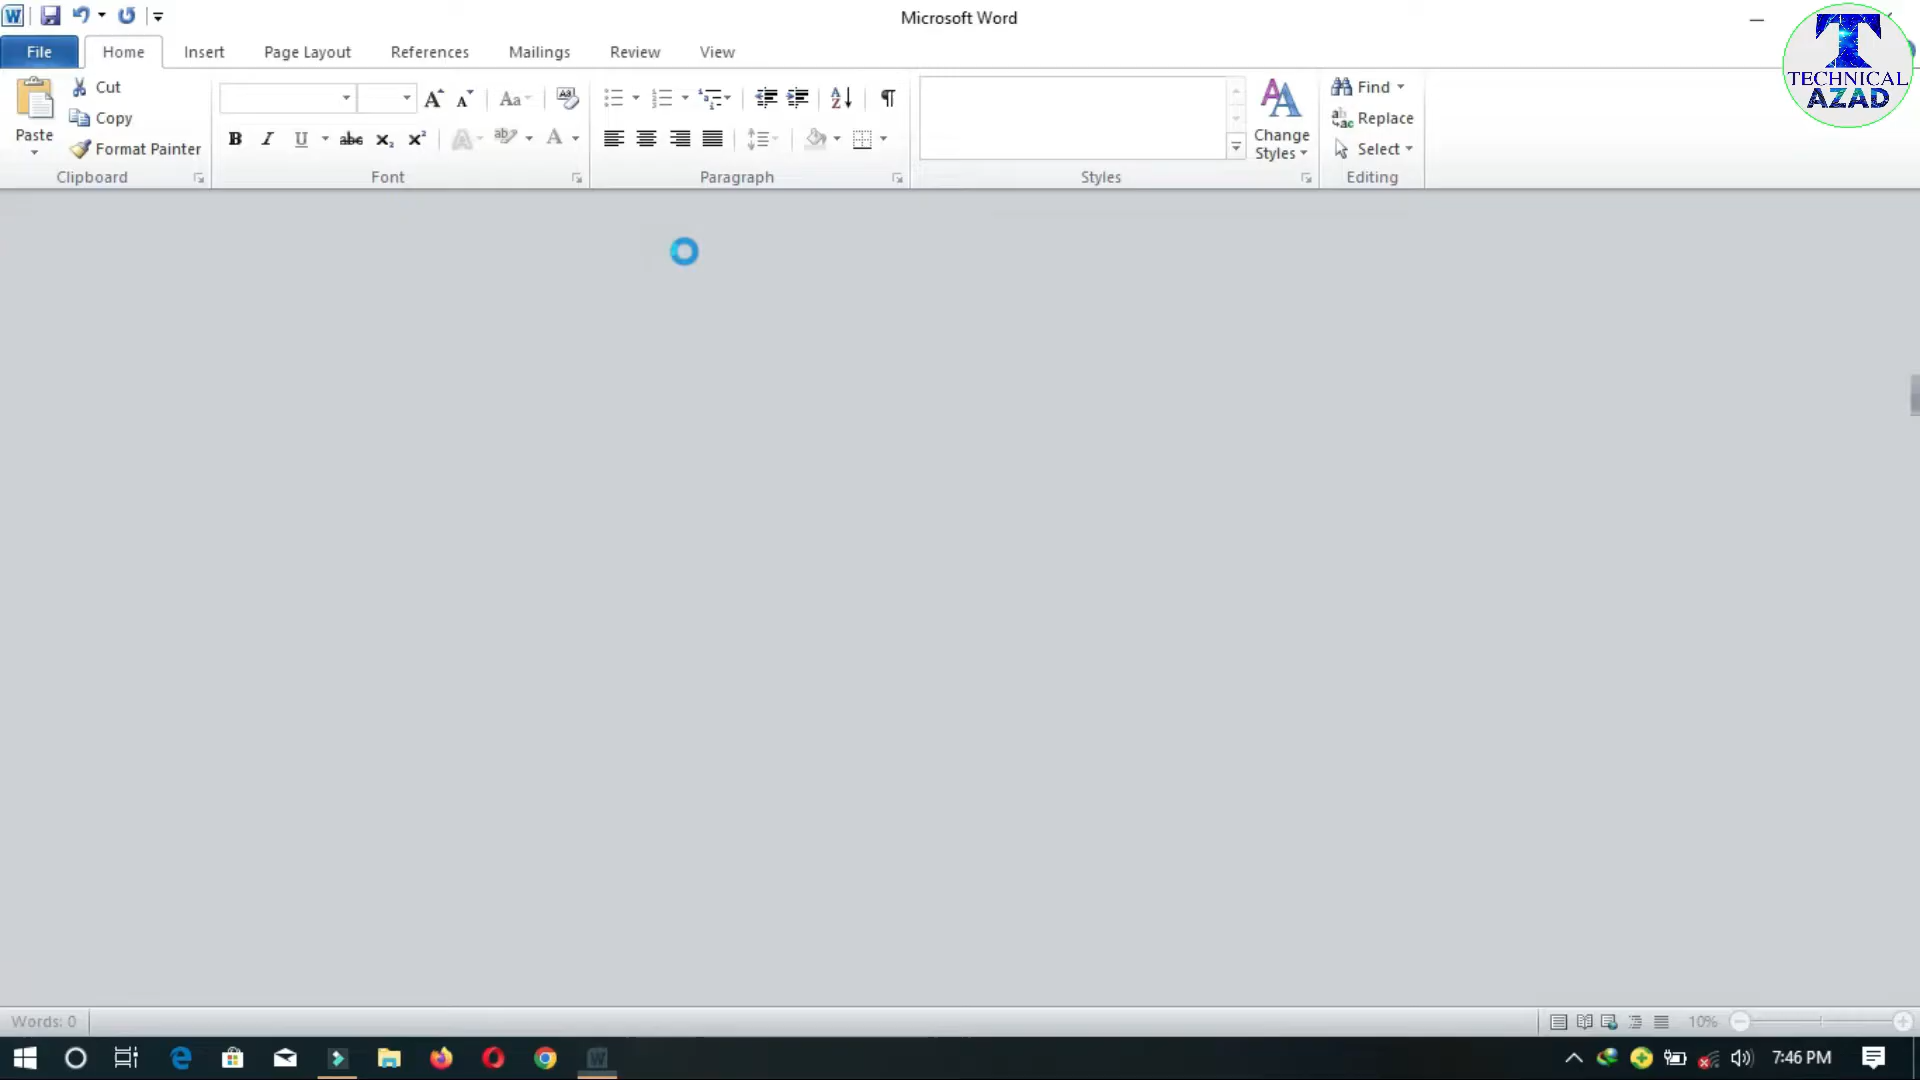 Microsoft Word
TECHNICAL
AZAD
File Home Insert Page Layout References Mailings Review View
Paste
Cut
Copy
Format Painter
Clipboard
Font
Paragraph
Change
Styles
Styles
Find
Replace
Select
Editing
Words: 0
10%
7:46 PM